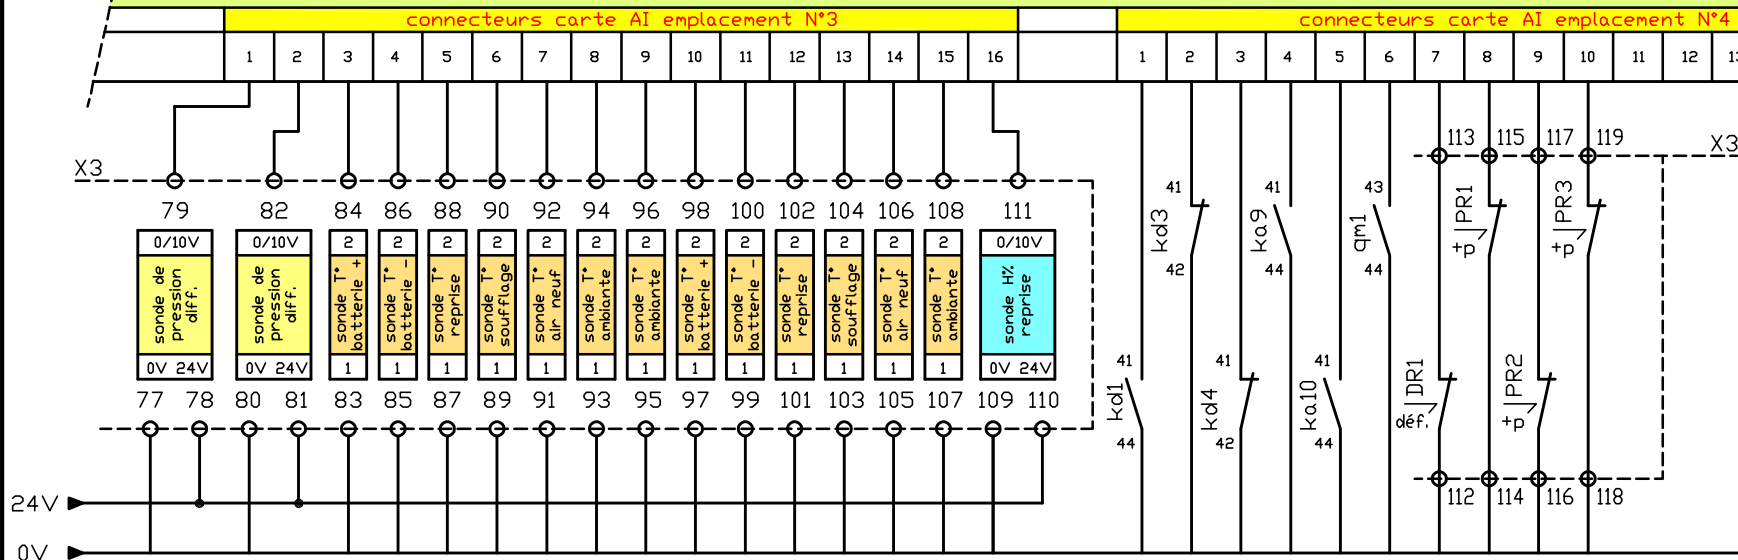 connecteurs carte AI emplacement N°3
connecteurs carte AI emplacement N°4
1 2 3 4 5 6 7 8 9 10 11 12 13 14 15 16
1 2 3 4 5 6 7 8 9 10 11 12 13
113 115 117 119
X3
X3
79 82 84 86 88 90 92 94 96 98 100 102 104 106 108 111
0/10V 0/10V 2 2 2 2 2 2 2 2 2 2 2 2 2 0/10V
sonde de
pression
diff.
sonde de
pression
diff.
sonde T°
batterie +
sonde T°
batterie -
sonde T°
reprise
sonde T°
soufflage
sonde T°
air neuf
sonde T°
ambiante
sonde T°
ambiante
sonde T°
batterie +
sonde T°
batterie -
sonde T°
reprise
sonde T°
soufflage
sonde T°
air neuf
sonde T°
ambiante
sonde H%
reprise
0V 24V 0V 24V 1 1 1 1 1 1 1 1 1 1 1 1 1 0V 24V
77 78 80 81 83 85 87 89 91 93 95 97 99 101 103 105 107 109 110
41
kd1
44
41
kd3
42
41
kd4
42
41
ka9
44
41
ka10
44
43
qm1
44
DR1
déf.
PR1
+p
PR2
+p
PR3
+p
112 114 116 118
24V
0V